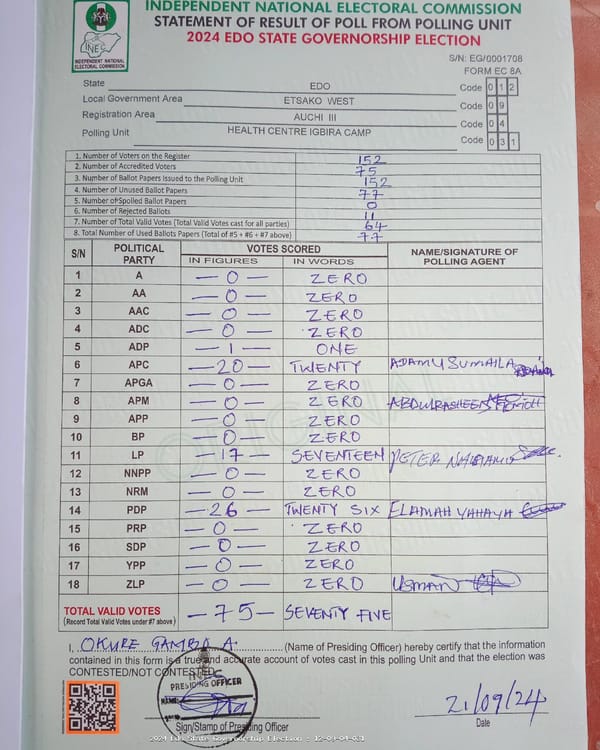 INDEPENDENT NATIONAL ELECTORAL COMMISSION
STATEMENT OF RESULT OF POLL FROM POLLING UNIT
2024 EDO STATE GOVERNORSHIP ELECTION
INEC
INDEPENDENT NATIONAL ELECTORAL COMMISSION
S/N: EG/0001708
FORM EC 8A
State EDO Code 0 1 2
Local Government Area ETSAKO WEST Code 0 9
Registration Area AUCHI III Code 0 4
Polling Unit HEALTH CENTRE IGBIRA CAMP Code 0 3 1
1. Number of Voters on the Register 152
2. Number of Accredited Voters 75
3. Number of Ballot Papers Issued to the Polling Unit 152
4. Number of Unused Ballot Papers 77
5. Number of Spoiled Ballot Papers 0
6. Number of Rejected Ballots 11
7. Number of Total Valid Votes (Total Valid Votes cast for all parties) 64
8. Total Number of Used Ballots Papers (Total of #5 + #6 + #7 above) 77
S/N POLITICAL PARTY VOTES SCORED NAME/SIGNATURE OF POLLING AGENT
IN FIGURES IN WORDS
1 A — 0 — ZERO
2 AA — 0 — ZERO
3 AAC — 0 — ZERO
4 ADC — 0 — ZERO
5 ADP — 1 — ONE
6 APC — 20 — TWENTY ADAMU SUMAILA
7 APGA — 0 — ZERO
8 APM — 0 — ZERO ABDULRASHEED
9 APP — 0 — ZERO
10 BP — 0 — ZERO
11 LP — 17 — SEVENTEEN PETER
12 NNPP — 0 — ZERO
13 NRM — 0 — ZERO
14 PDP — 26 — TWENTY SIX ELAMAH YAHAYA
15 PRP — 0 — ZERO
16 SDP — 0 — ZERO
17 YPP — 0 — ZERO
18 ZLP — 0 — ZERO USMAN
TOTAL VALID VOTES — 75 — SEVENTY FIVE
(Record Total Valid Votes under #7 above)
I, OKURE GAMBO A. (Name of Presiding Officer) hereby certify that the information
contained in this form is a true and accurate account of votes cast in this polling Unit and that the election was
CONTESTED/NOT CONTESTED.
INEC
PRESIDING OFFICER
NAME:
21/09/24
Sign/Stamp of Presiding Officer Date
2024 Edo State Governorship Election - 12-09-04-031
ORIGINAL